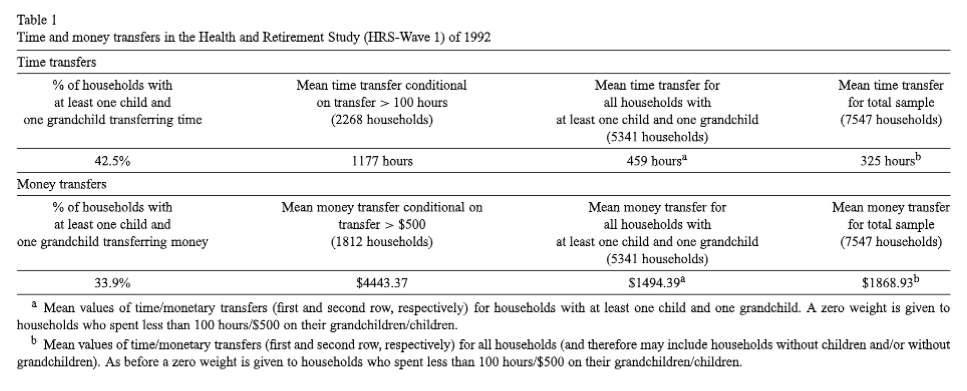 Table 1
Time and money transfers in the Health and Retirement Study (HRS-Wave 1) of 1992
Time transfers
% of households with at least one child and one grandchild transferring time
Mean time transfer conditional on transfer > 100 hours (2268 households)
Mean time transfer for all households with at least one child and one grandchild (5341 households)
Mean time transfer for total sample (7547 households)
42.5% 1177 hours 459 hoursᵃ 325 hoursᵇ
Money transfers
% of households with at least one child and one grandchild transferring money
Mean money transfer conditional on transfer > $500 (1812 households)
Mean money transfer for all households with at least one child and one grandchild (5341 households)
Mean money transfer for total sample (7547 households)
33.9% $4443.37 $1494.39ᵃ $1868.93ᵇ
ᵃ Mean values of time/monetary transfers (first and second row, respectively) for households with at least one child and one grandchild. A zero weight is given to
households who spent less than 100 hours/$500 on their grandchildren/children.
ᵇ Mean values of time/monetary transfers (first and second row, respectively) for all households (and therefore may include households without children and/or without
grandchildren). As before a zero weight is given to households who spent less than 100 hours/$500 on their grandchildren/children.